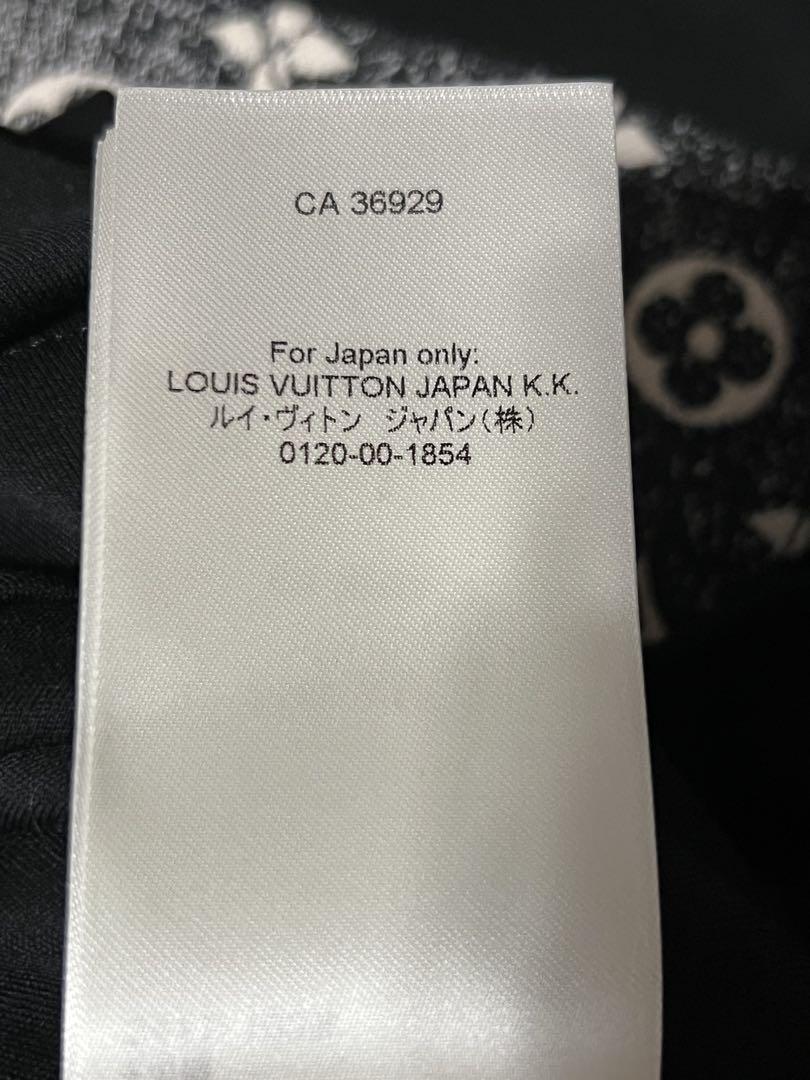 CA 36929
For Japan only:
LOUIS VUITTON JAPAN K.K.
ルイ・ヴィトン ジャパン(株)
0120-00-1854